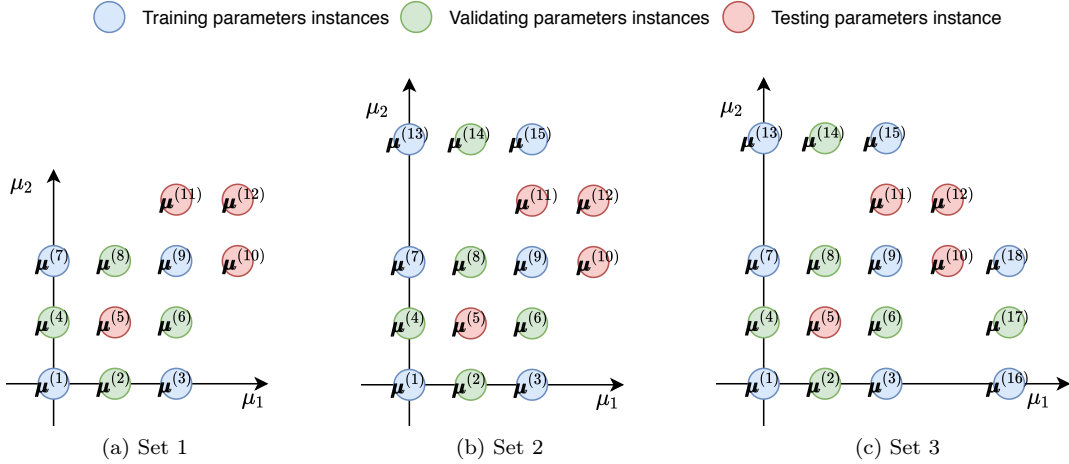 Training parameters instances Validating parameters instances Testing parameters instance
μ₂
μ⁽¹¹⁾ μ⁽¹²⁾
μ⁽⁷⁾ μ⁽⁸⁾ μ⁽⁹⁾ μ⁽¹⁰⁾
μ⁽⁴⁾ μ⁽⁵⁾ μ⁽⁶⁾
μ⁽¹⁾ μ⁽²⁾ μ⁽³⁾
μ₁
(a) Set 1
μ₂
μ⁽¹³⁾ μ⁽¹⁴⁾ μ⁽¹⁵⁾
μ⁽¹¹⁾ μ⁽¹²⁾
μ⁽⁷⁾ μ⁽⁸⁾ μ⁽⁹⁾ μ⁽¹⁰⁾
μ⁽⁴⁾ μ⁽⁵⁾ μ⁽⁶⁾
μ⁽¹⁾ μ⁽²⁾ μ⁽³⁾
μ₁
(b) Set 2
μ₂
μ⁽¹³⁾ μ⁽¹⁴⁾ μ⁽¹⁵⁾
μ⁽¹¹⁾ μ⁽¹²⁾
μ⁽⁷⁾ μ⁽⁸⁾ μ⁽⁹⁾ μ⁽¹⁰⁾ μ⁽¹⁸⁾
μ⁽⁴⁾ μ⁽⁵⁾ μ⁽⁶⁾ μ⁽¹⁷⁾
μ⁽¹⁾ μ⁽²⁾ μ⁽³⁾ μ⁽¹⁶⁾
μ₁
(c) Set 3